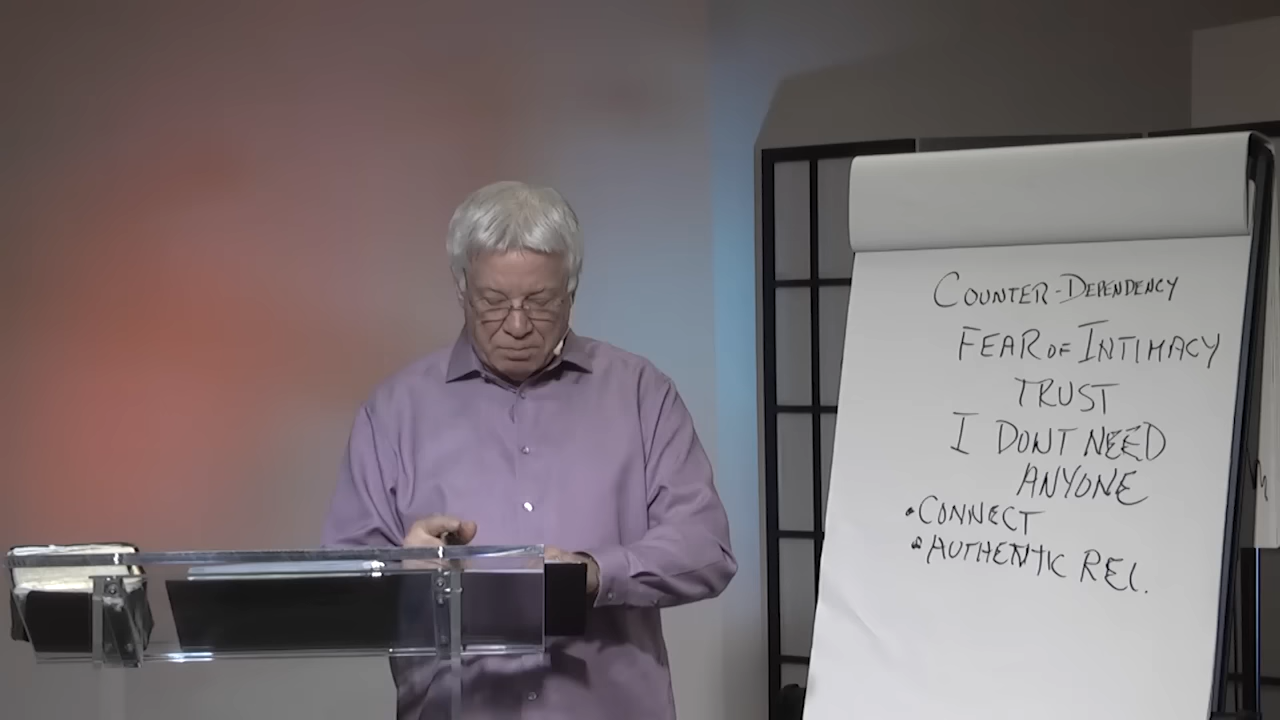 COUNTER-DEPENDENCY
FEAR OF INTIMACY
TRUST
I DONT NEED
ANYONE
•CONNECT
•AUTHENTIC REL.